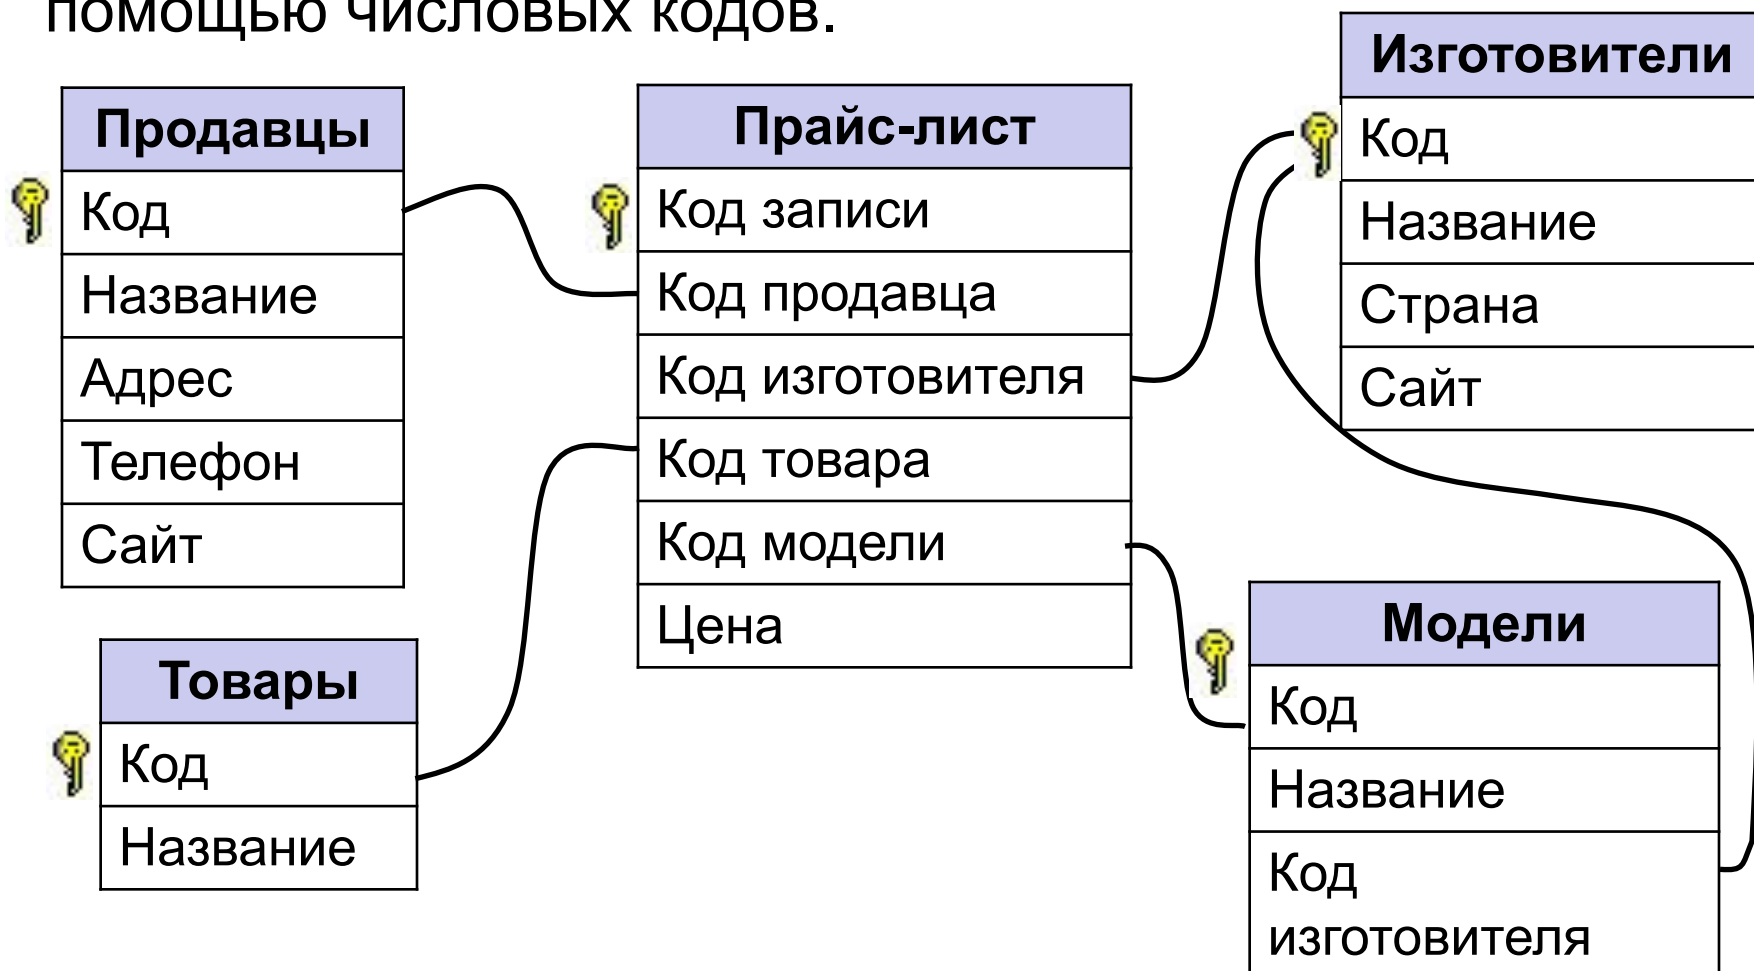 помощью числовых кодов.
Продавцы
Код
Название
Адрес
Телефон
Сайт
Товары
Код
Название
Прайс-лист
Код записи
Код продавца
Код изготовителя
Код товара
Код модели
Цена
Изготовители
Код
Название
Страна
Сайт
Модели
Код
Название
Код
изготовителя